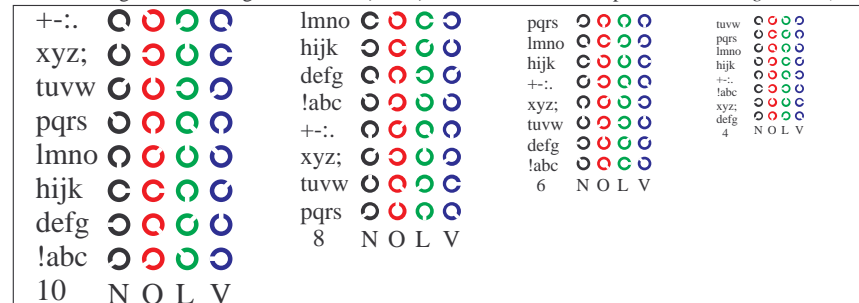 +-:.
xyz;
tuvw
pqrs
lmno
hijk
defg
!abc
10 N O L V
lmno
hijk
defg
!abc
+-:.
xyz;
tuvw
pqrs
8 N O L V
pqrs
lmno
hijk
+-:.
xyz;
tuvw
defg
!abc
6 N O L V
tuvw
pqrs
lmno
hijk
+-:.
!abc
xyz;
defg
4 N O L V